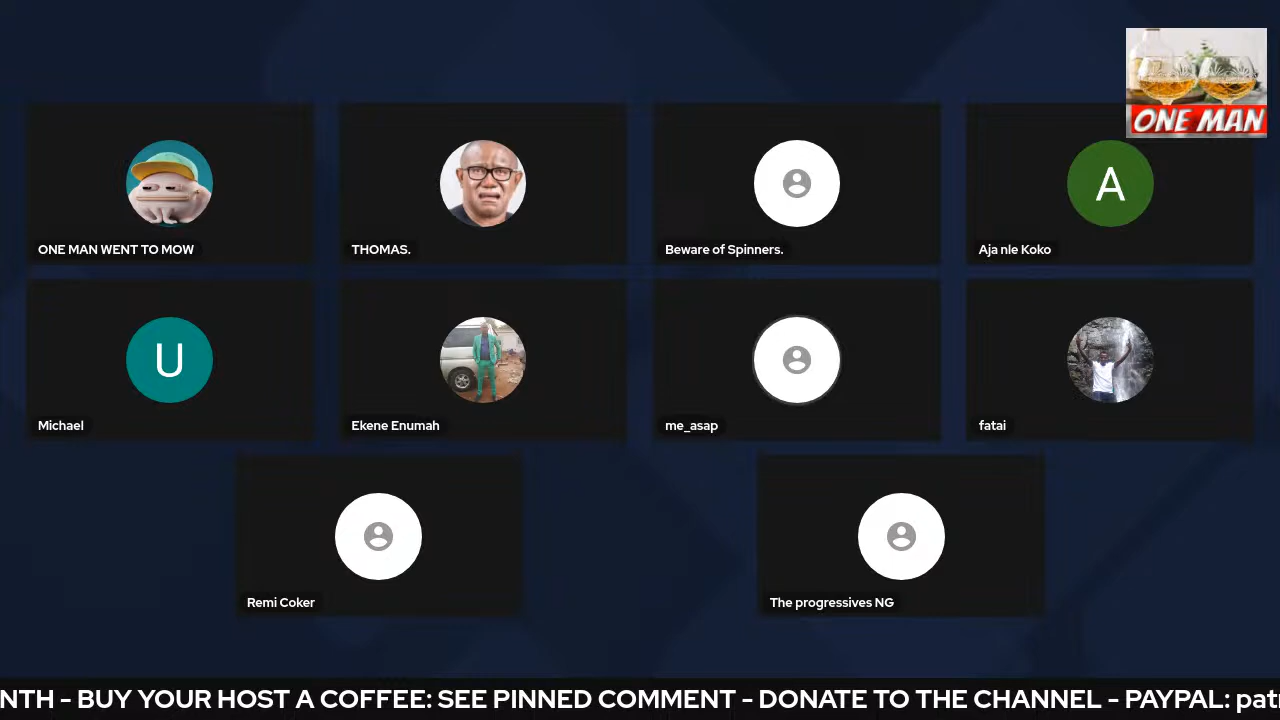 ONE MAN
ONE MAN WENT TO MOW
THOMAS.
Beware of Spinners.
A
Aja nle Koko
U
Michael
Ekene Enumah
me_asap
fatai
Remi Coker
The progressives NG
NTH - BUY YOUR HOST A COFFEE: SEE PINNED COMMENT - DONATE TO THE CHANNEL - PAYPAL: pat